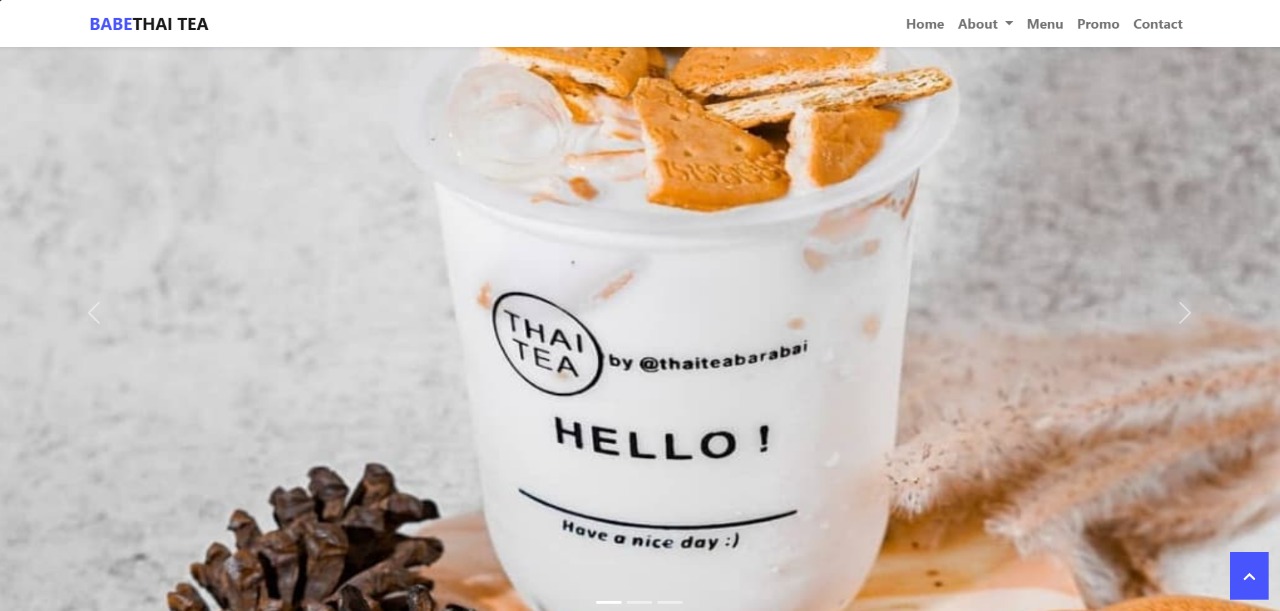 BABETHAI TEA
Home About Menu Promo Contact
THAI
TEA
by @thaiteabarabai
HELLO !
Have a nice day :)